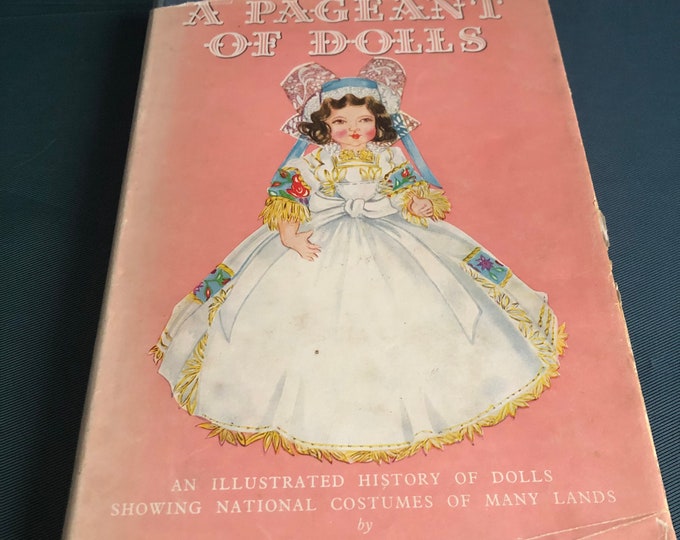 A PAGEANT
OF DOLLS
AN ILLUSTRATED HISTORY OF DOLLS
SHOWING NATIONAL COSTUMES OF MANY LANDS
by